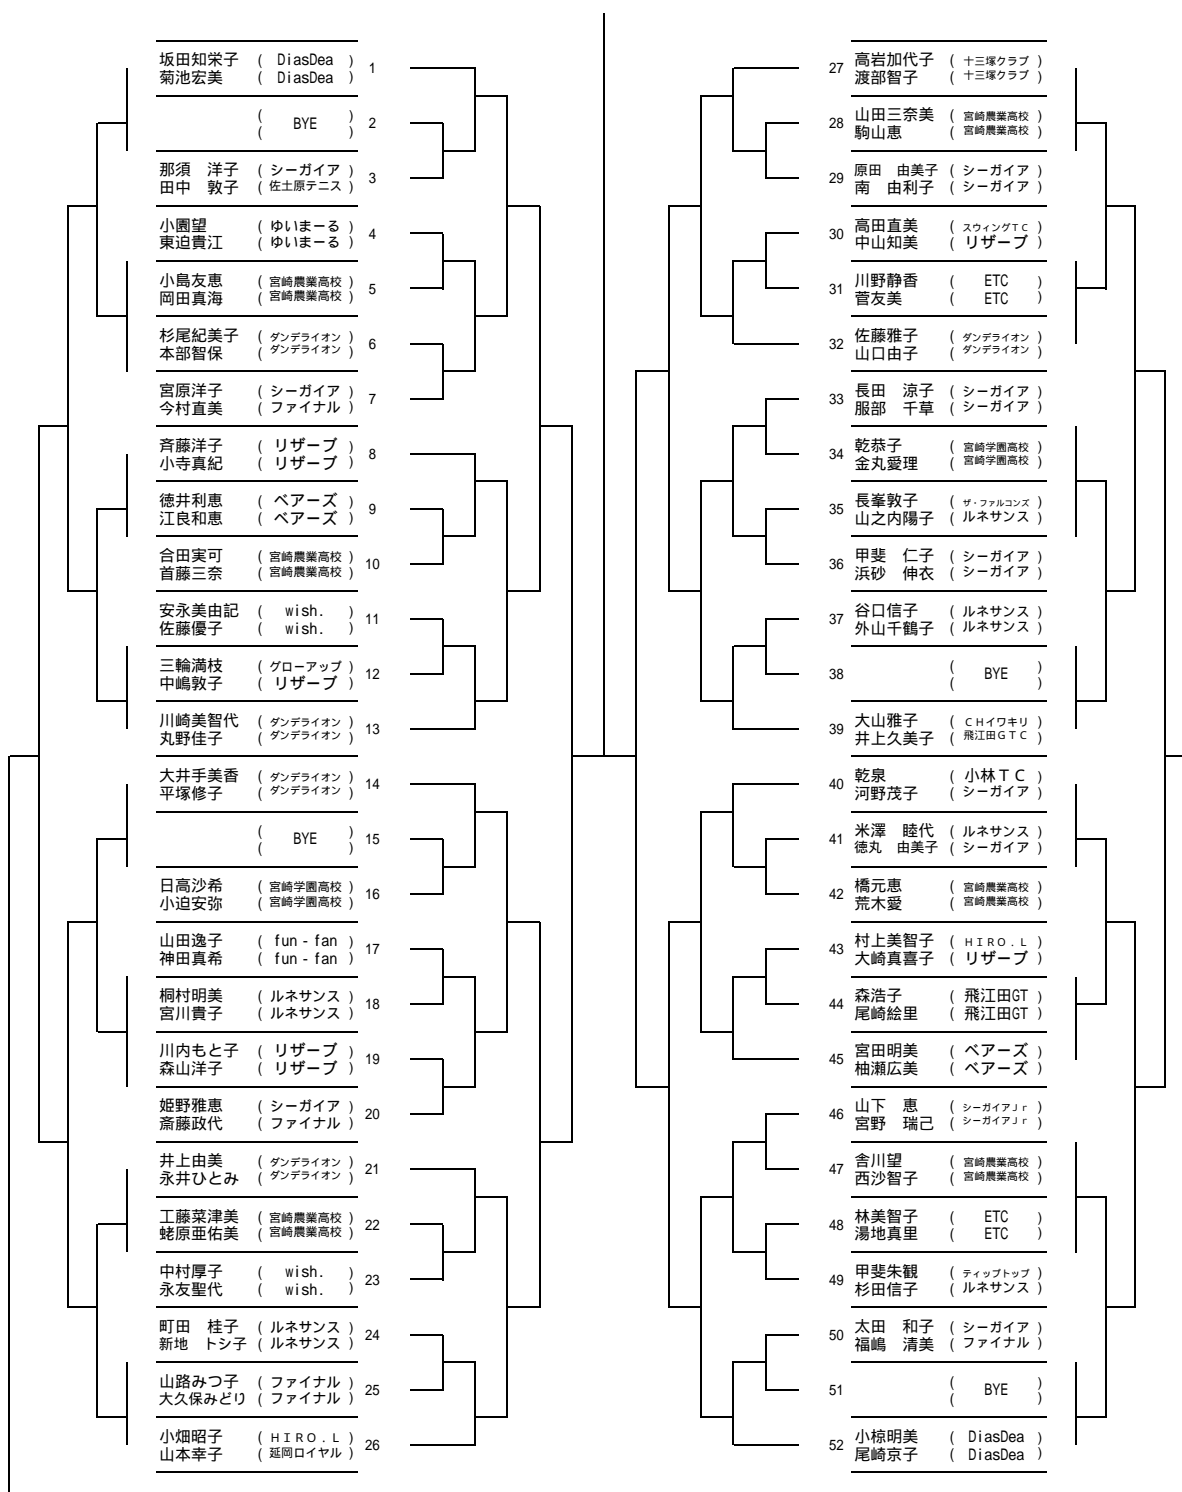 坂田知栄子 ( DiasDea ) 1
菊池宏美 ( DiasDea )
( BYE ) 2
那須 洋子 ( シーガイア ) 3
田中 敦子 ( 佐土原テニス )
小園望 ( ゆいまーる ) 4
東迫貴江 ( ゆいまーる )
小島友恵 ( 宮崎農業高校 ) 5
岡田真海 ( 宮崎農業高校 )
杉尾紀美子 ( ダンデライオン ) 6
本部智保 ( ダンデライオン )
宮原洋子 ( シーガイア ) 7
今村直美 ( ファイナル )
斉藤洋子 ( リザーブ ) 8
小寺真紀 ( リザーブ )
徳井利恵 ( ベアーズ ) 9
江良和恵 ( ベアーズ )
合田実可 ( 宮崎農業高校 ) 10
首藤三奈 ( 宮崎農業高校 )
安永美由記 ( wish. ) 11
佐藤優子 ( wish. )
三輪満枝 ( グローアップ ) 12
中嶋敦子 ( リザーブ )
川崎美智代 ( ダンデライオン ) 13
丸野佳子 ( ダンデライオン )
大井手美香 ( ダンデライオン ) 14
平塚修子 ( ダンデライオン )
( BYE ) 15
日高沙希 ( 宮崎学園高校 ) 16
小迫安弥 ( 宮崎学園高校 )
山田逸子 ( fun - fan ) 17
神田真希 ( fun - fan )
桐村明美 ( ルネサンス ) 18
宮川貴子 ( ルネサンス )
川内もと子 ( リザーブ ) 19
森山洋子 ( リザーブ )
姫野雅恵 ( シーガイア ) 20
斎藤政代 ( ファイナル )
井上由美 ( ダンデライオン ) 21
永井ひとみ ( ダンデライオン )
工藤菜津美 ( 宮崎農業高校 ) 22
蛯原亜佑美 ( 宮崎農業高校 )
中村厚子 ( wish. ) 23
永友聖代 ( wish. )
町田 桂子 ( ルネサンス ) 24
新地 トシ子 ( ルネサンス )
山路みつ子 ( ファイナル ) 25
大久保みどり ( ファイナル )
小畑昭子 ( ＨＩＲＯ．Ｌ ) 26
山本幸子 ( 延岡ロイヤル )
27 高岩加代子 ( 十三塚クラブ )
渡部智子 ( 十三塚クラブ )
28 山田三奈美 ( 宮崎農業高校 )
駒山恵 ( 宮崎農業高校 )
29 原田 由美子 ( シーガイア )
南 由利子 ( シーガイア )
30 高田直美 ( スウィングＴＣ )
中山知美 ( リザーブ )
31 川野静香 ( ETC )
菅友美 ( ETC )
32 佐藤雅子 ( ダンデライオン )
山口由子 ( ダンデライオン )
33 長田 涼子 ( シーガイア )
服部 千草 ( シーガイア )
34 乾恭子 ( 宮崎学園高校 )
金丸愛理 ( 宮崎学園高校 )
35 長峯敦子 ( ザ・ファルコンズ )
山之内陽子 ( ルネサンス )
36 甲斐 仁子 ( シーガイア )
浜砂 伸衣 ( シーガイア )
37 谷口信子 ( ルネサンス )
外山千鶴子 ( ルネサンス )
38 ( BYE )
39 大山雅子 ( ＣＨイワキリ )
井上久美子 ( 飛江田ＧＴＣ )
40 乾泉 ( 小林ＴＣ )
河野茂子 ( シーガイア )
41 米澤 睦代 ( ルネサンス )
徳丸 由美子 ( シーガイア )
42 橋元恵 ( 宮崎農業高校 )
荒木愛 ( 宮崎農業高校 )
43 村上美智子 ( ＨＩＲＯ．Ｌ )
大崎真喜子 ( リザーブ )
44 森浩子 ( 飛江田GT )
尾崎絵里 ( 飛江田GT )
45 宮田明美 ( ベアーズ )
柚瀬広美 ( ベアーズ )
46 山下 恵 ( シーガイアＪｒ )
宮野 瑞己 ( シーガイアＪｒ )
47 舎川望 ( 宮崎農業高校 )
西沙智子 ( 宮崎農業高校 )
48 林美智子 ( ETC )
湯地真里 ( ETC )
49 甲斐朱観 ( ティップトップ )
杉田信子 ( ルネサンス )
50 太田 和子 ( シーガイア )
福嶋 清美 ( ファイナル )
51 ( BYE )
52 小椋明美 ( DiasDea )
尾崎京子 ( DiasDea )